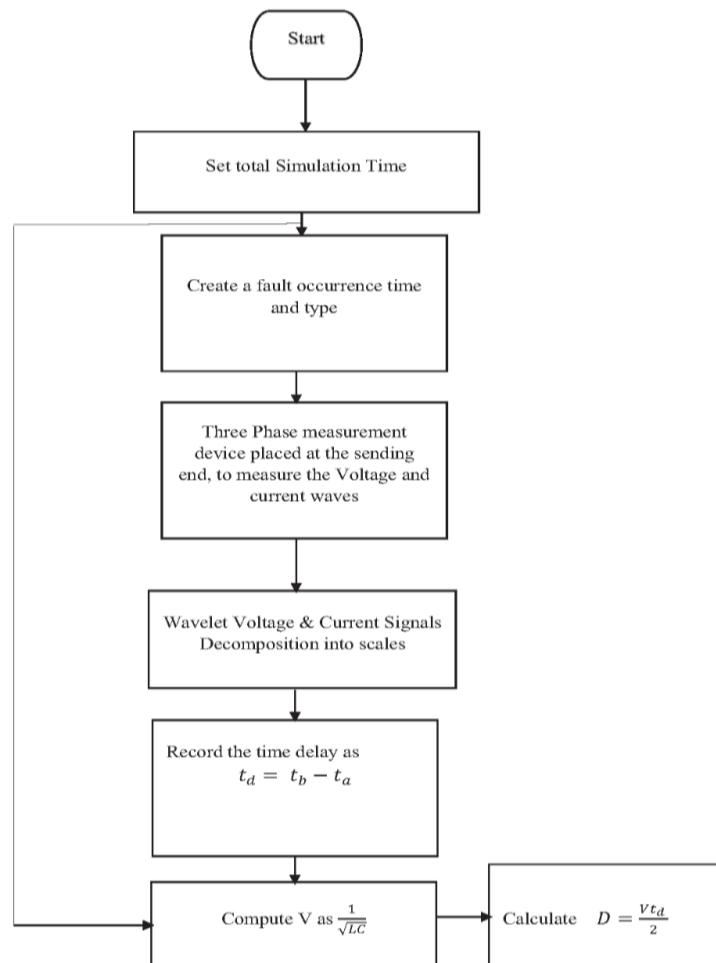 Start
Set total Simulation Time
Create a fault occurrence time
and type
Three Phase measurement
device placed at the sending
end, to measure the Voltage and
current waves
Wavelet Voltage & Current Signals
Decomposition into scales
Record the time delay as
t_d = t_b − t_a
Compute V as 1/√LC
Calculate D = Vt_d/2